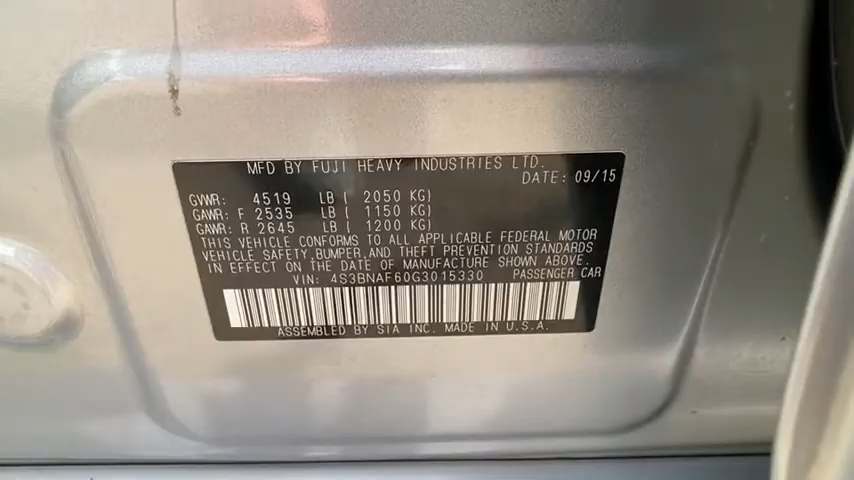 MFD BY FUJI HEAVY INDUSTRIES LTD.
DATE: 09/15
GVWR: 4519 LB ( 2050 KG)
GAWR: F 2535 LB ( 1150 KG)
GAWR: R 2645 LB ( 1200 KG)
THIS VEHICLE CONFORMS TO ALL APPLICABLE FEDERAL MOTOR
VEHICLE SAFETY, BUMPER, AND THEFT PREVENTION STANDARDS
IN EFFECT ON THE DATE OF MANUFACTURE SHOWN ABOVE.
VIN: 4S3BNAF60G3015330 PASSENGER CAR
ASSEMBLED BY SIA INC. MADE IN U.S.A.